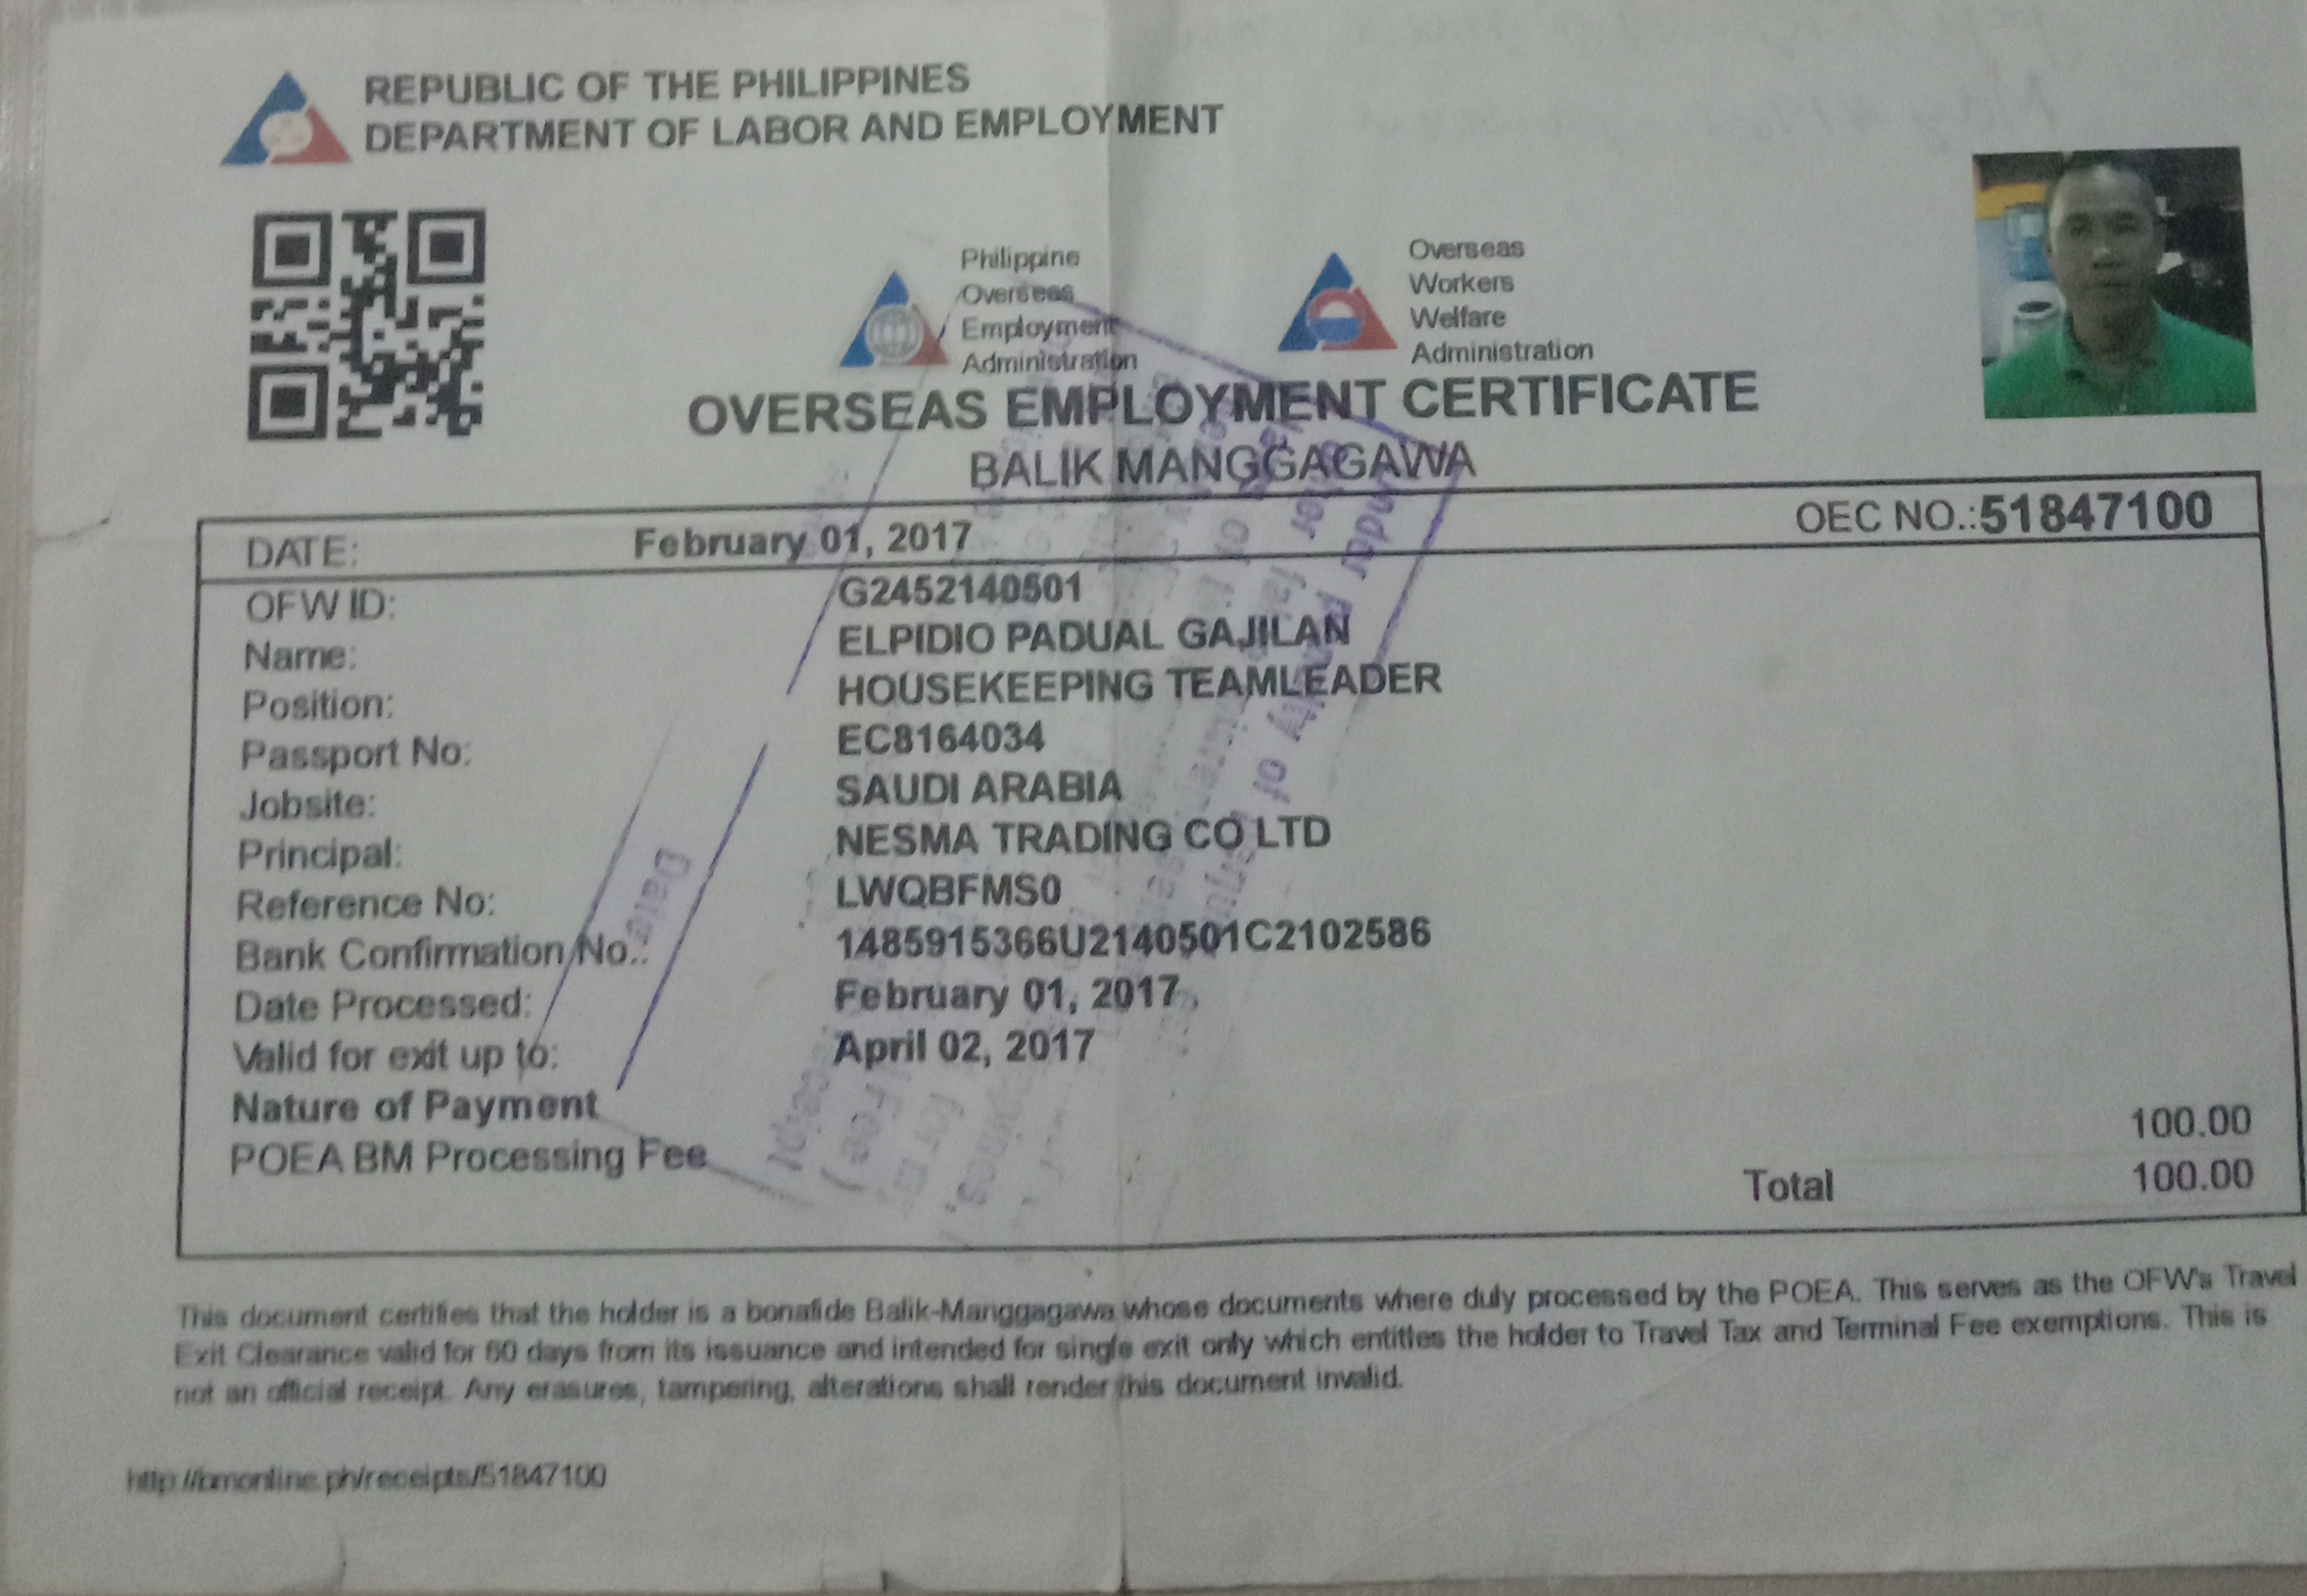 REPUBLIC OF THE PHILIPPINES
DEPARTMENT OF LABOR AND EMPLOYMENT
Philippine
Overseas
Employment
Administration
Overseas
Workers
Welfare
Administration
OVERSEAS EMPLOYMENT CERTIFICATE
BALIK MANGGAGAWA
DATE: February 01, 2017 OEC NO.:51847100
OFW ID: G2452140501
Name: ELPIDIO PADUAL GAJILAN
Position: HOUSEKEEPING TEAMLEADER
Passport No: EC8164034
Jobsite: SAUDI ARABIA
Principal: NESMA TRADING CO LTD
Reference No: LWQBFMS0
Bank Confirmation No.: 1485915366U2140501C2102586
Date Processed: February 01, 2017
Valid for exit up to: April 02, 2017
Nature of Payment
POEA BM Processing Fee 100.00
Total 100.00
This document certifies that the holder is a bonafide Balik-Manggagawa whose documents where duly processed by the POEA. This serves as the OFW's Travel
Exit Clearance valid for 60 days from its issuance and intended for single exit only which entitles the holder to Travel Tax and Terminal Fee exemptions. This is
not an official receipt. Any erasures, tampering, alterations shall render this document invalid.
http://bmonline.ph/receipts/51847100
Date